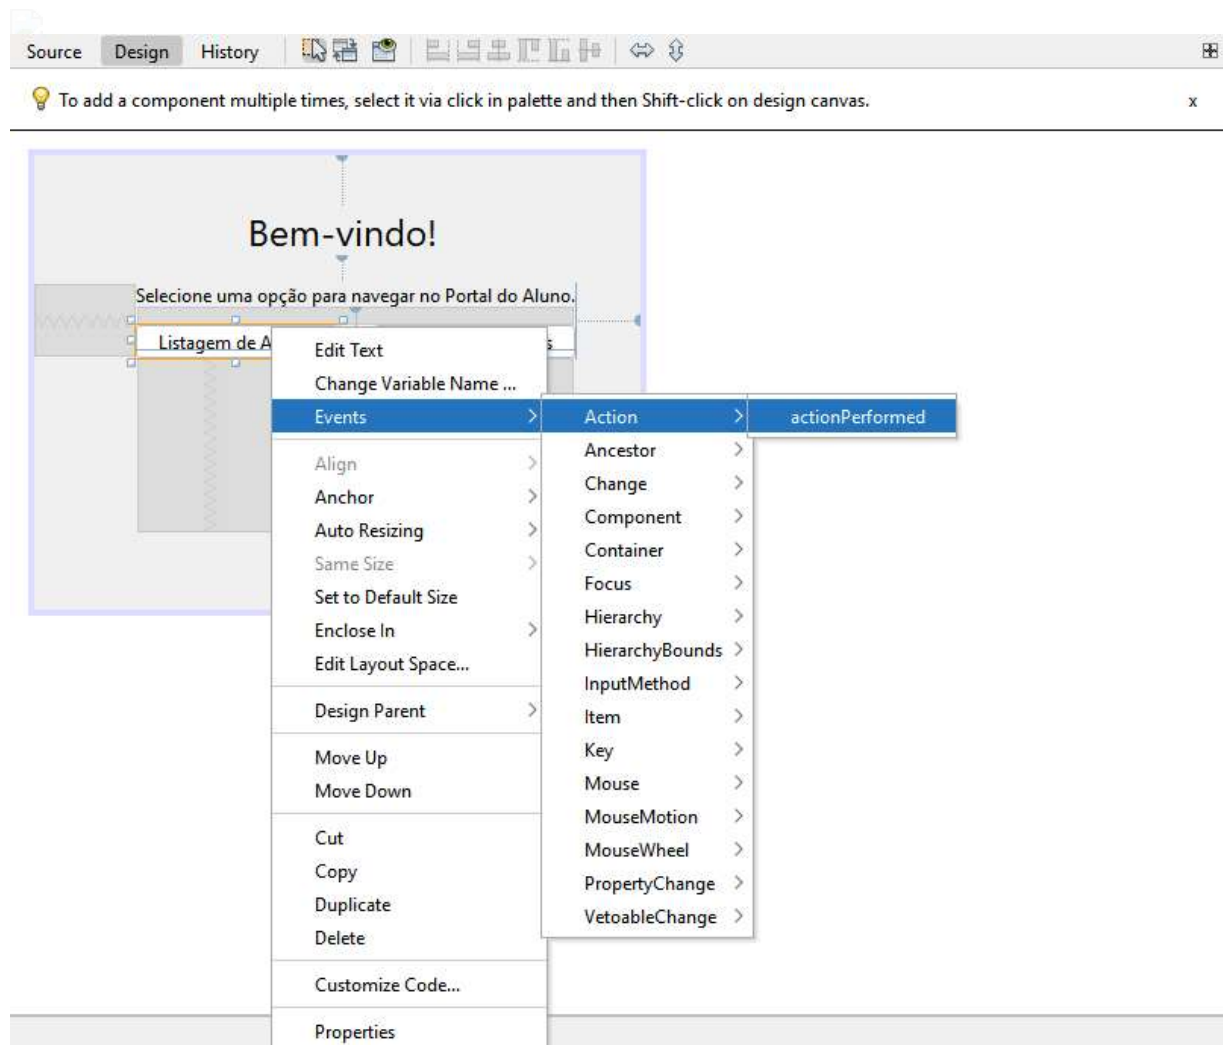 Source Design History
To add a component multiple times, select it via click in palette and then Shift-click on design canvas. x
Bem-vindo!
Selecione uma opção para navegar no Portal do Aluno.
Listagem de A s
Edit Text
Change Variable Name ...
Events
Align
Anchor
Auto Resizing
Same Size
Set to Default Size
Enclose In
Edit Layout Space...
Design Parent
Move Up
Move Down
Cut
Copy
Duplicate
Delete
Customize Code...
Properties
Action
Ancestor
Change
Component
Container
Focus
Hierarchy
HierarchyBounds
InputMethod
Item
Key
Mouse
MouseMotion
MouseWheel
PropertyChange
VetoableChange
actionPerformed